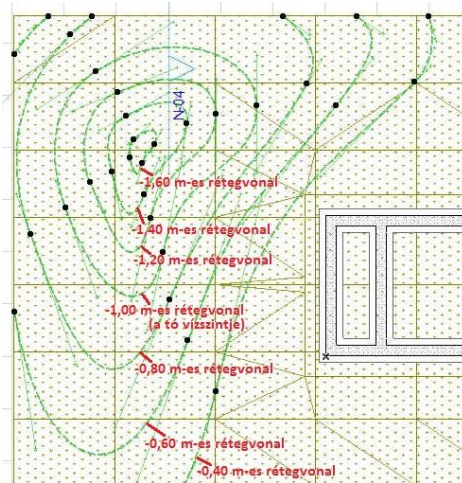 N-04
-1,60 m-es rétegvonal
-1,40 m-es rétegvonal
-1,20 m-es rétegvonal
-1,00 m-es rétegvonal
(a tó vízszintje)
-0,80 m-es rétegvonal
-0,60 m-es rétegvonal
-0,40 m-es rétegvonal